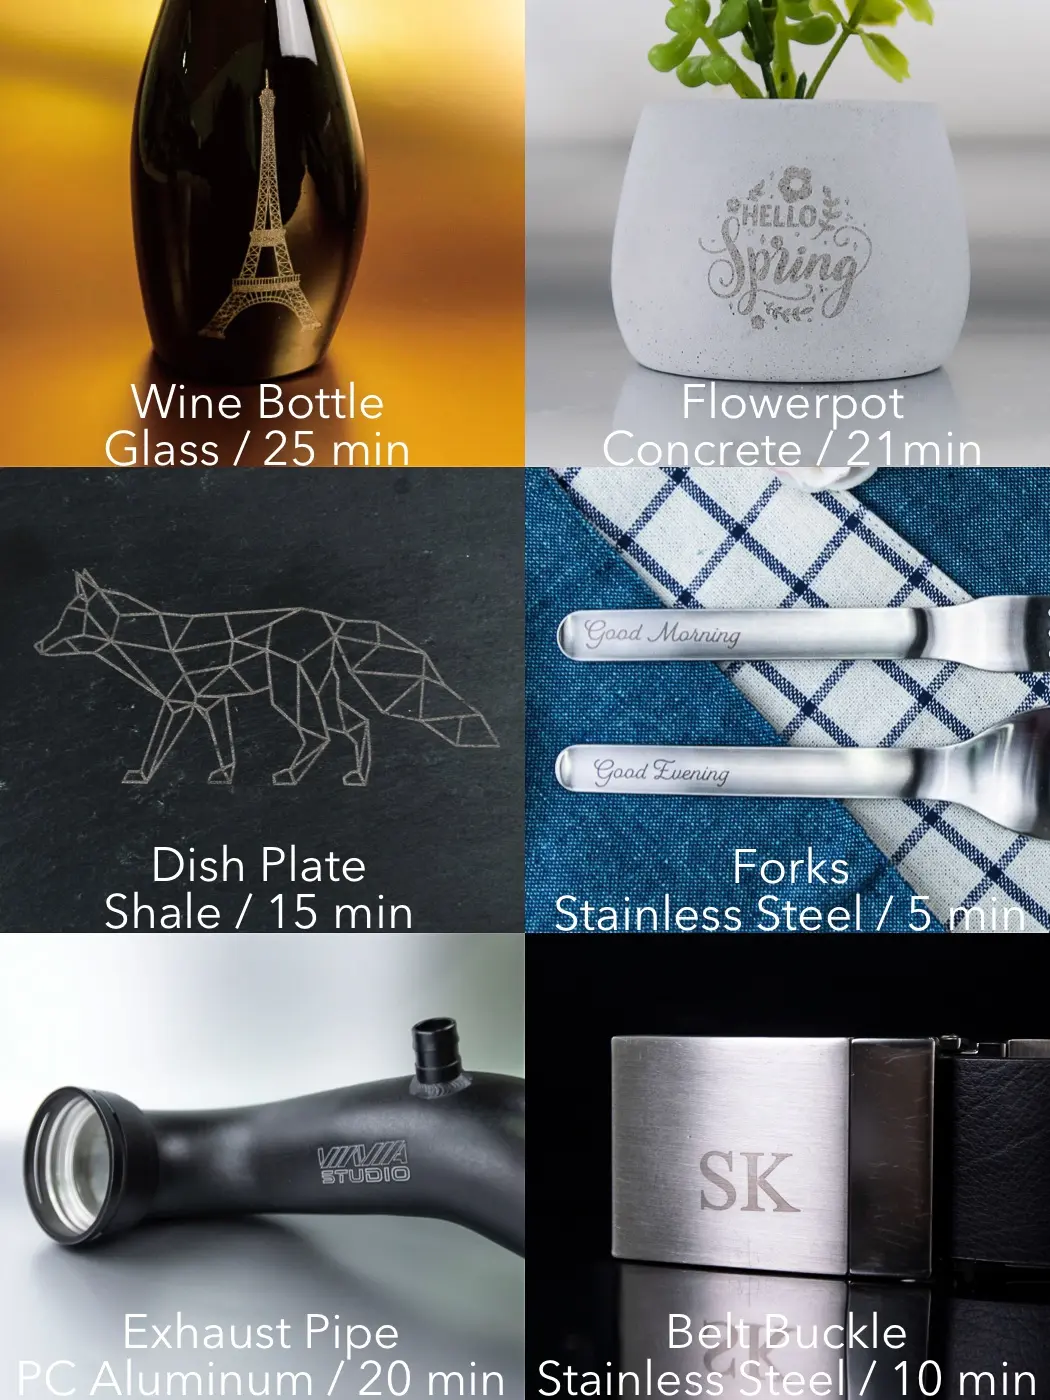 HELLO
Spring
Wine Bottle
Glass / 25 min
Flowerpot
Concrete / 21min
Good Morning
Good Evening
Dish Plate
Shale / 15 min
Forks
Stainless Steel / 5 min
STUDIO
SK
Exhaust Pipe
PC Aluminum / 20 min
Belt Buckle
Stainless Steel / 10 min